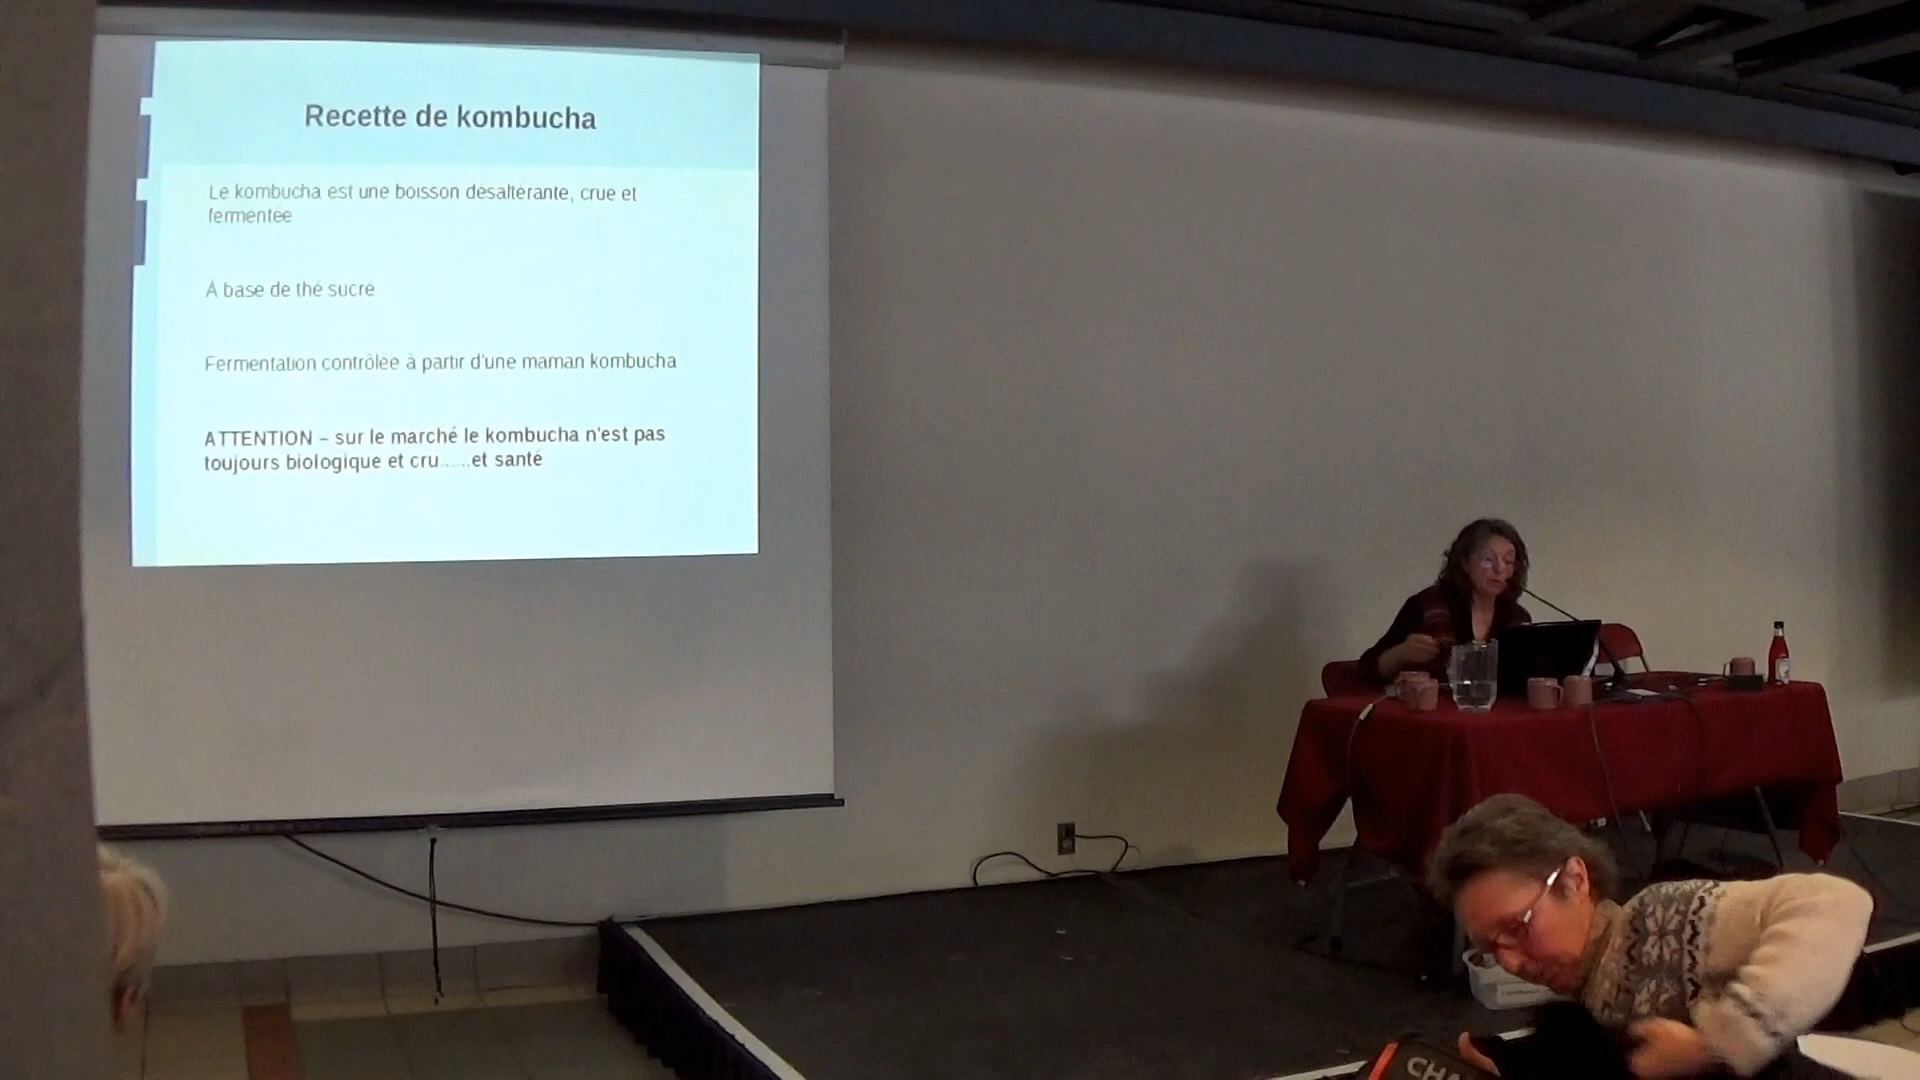 Recette de kombucha
Le kombucha est une boisson désaltérante, crue et
fermentée
À base de thé sucré
Fermentation contrôlée à partir d'une maman kombucha
ATTENTION – sur le marché le kombucha n'est pas
toujours biologique et cru......et santé
CHA